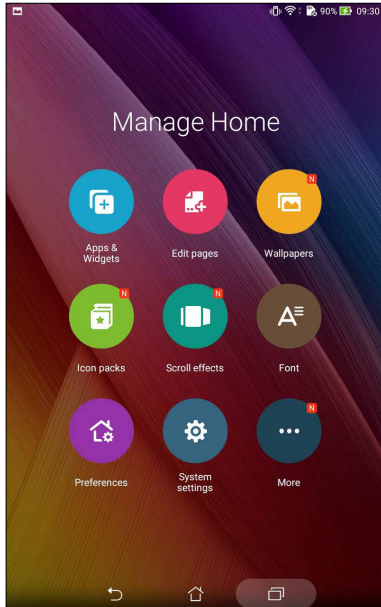 90% 09:30
Manage Home
N
Apps &
Widgets
Edit pages
Wallpapers
N
N
A
Icon packs
Scroll effects
Font
N
Preferences
System
settings
More